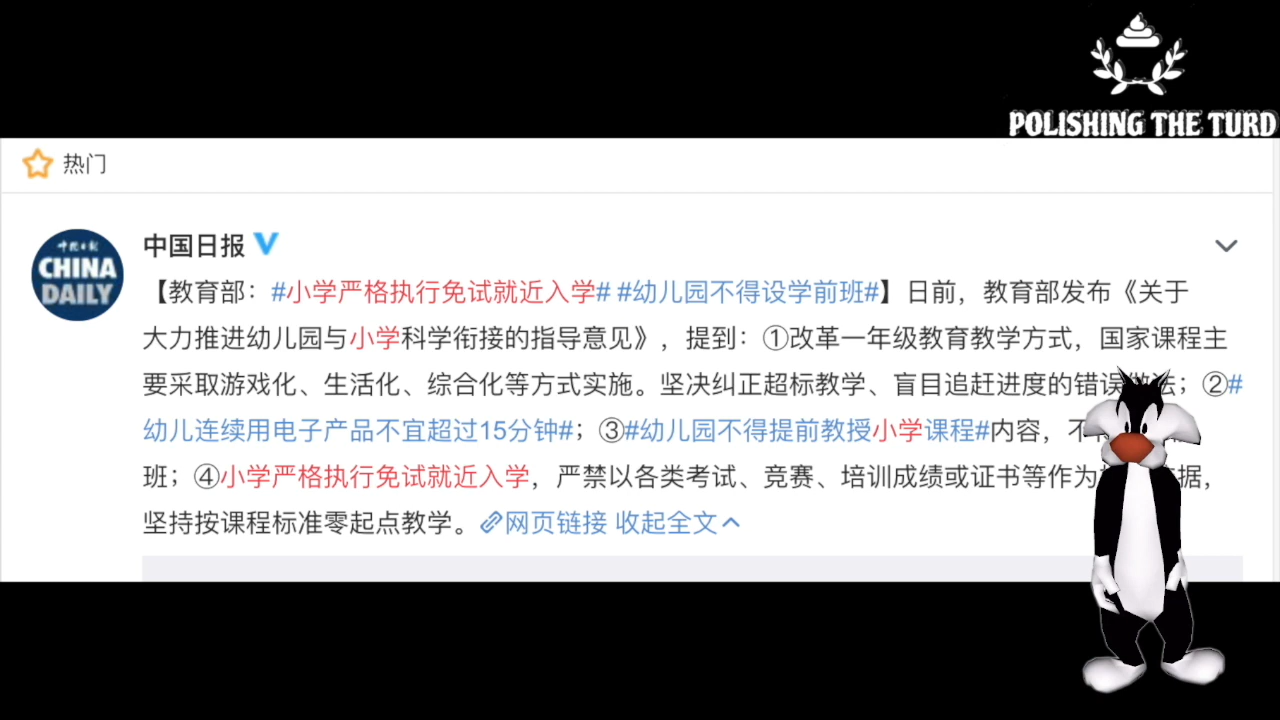 POLISHING THE TURD
热门
中国日报
CHINA
DAILY
【教育部：#小学严格执行免试就近入学# #幼儿园不得设学前班#】日前，教育部发布《关于
大力推进幼儿园与小学科学衔接的指导意见》，提到：①改革一年级教育教学方式，国家课程主
要采取游戏化、生活化、综合化等方式实施。坚决纠正超标教学、盲目追赶进度的错误做法；②#
幼儿连续用电子产品不宜超过15分钟#；③#幼儿园不得提前教授小学课程#内容，不
班；④小学严格执行免试就近入学，严禁以各类考试、竞赛、培训成绩或证书等作为 据，
坚持按课程标准零起点教学。网页链接 收起全文